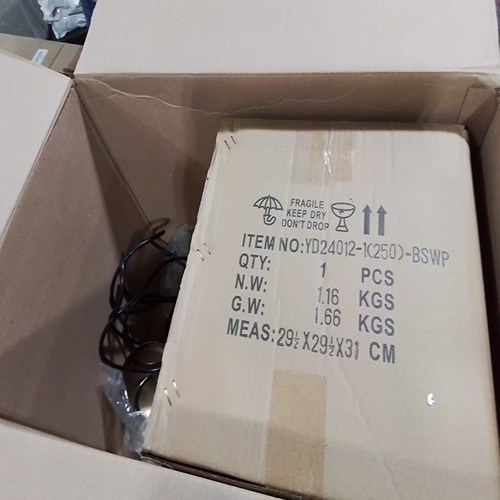 FRAGILE
KEEP DRY
DON'T DROP
ITEM NO:YD24012-1(250)-BSWP
QTY: 1 PCS
N.W: 1.16 KGS
G.W: 1.66 KGS
MEAS:29½X29½X31 CM